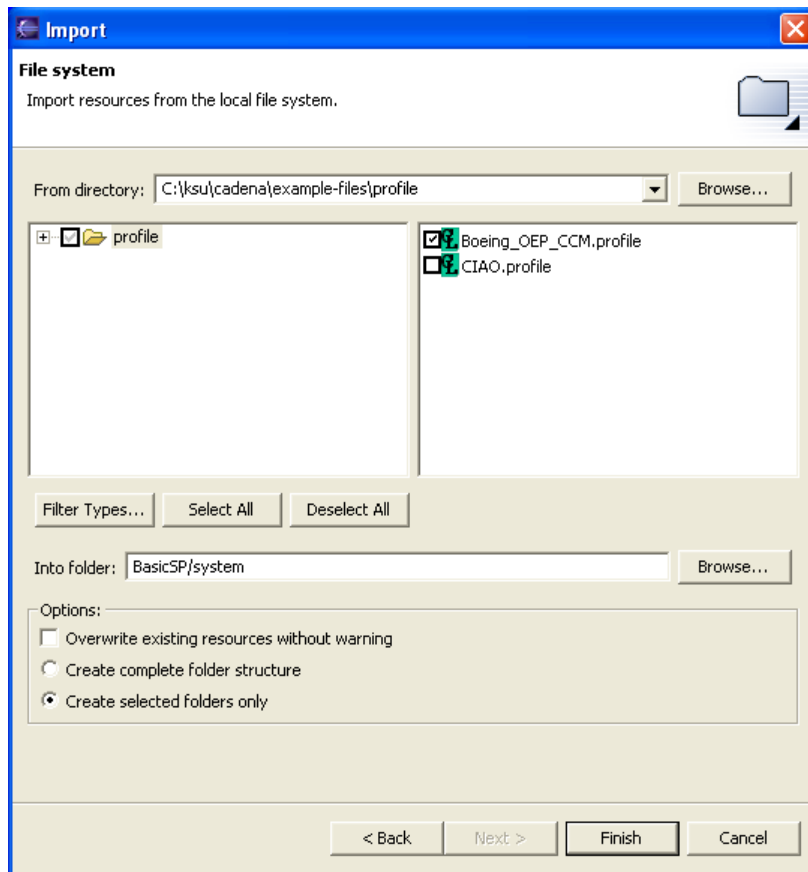 Import
File system
Import resources from the local file system.
From directory: C:\ksu\cadena\example-files\profile Browse...
profile
Boeing_OEP_CCM.profile
CIAO.profile
Filter Types... Select All Deselect All
Into folder: BasicSP/system Browse...
Options:
Overwrite existing resources without warning
Create complete folder structure
Create selected folders only
< Back Next > Finish Cancel